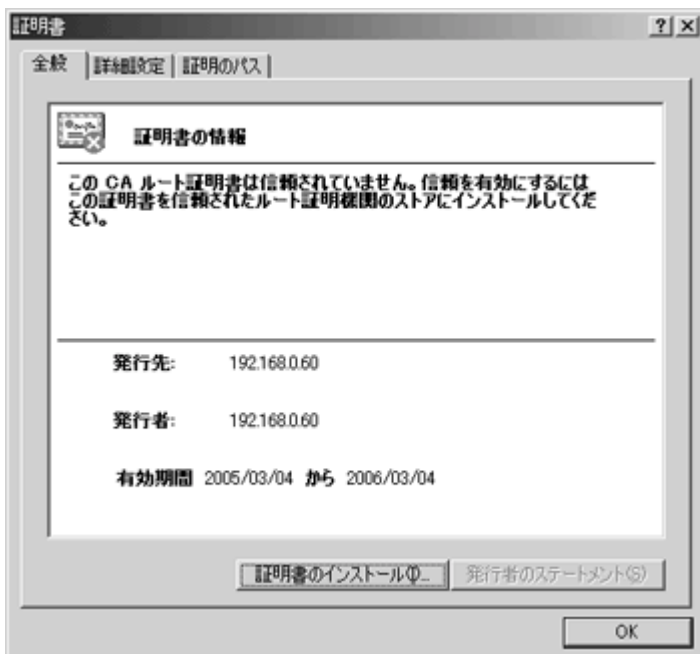 証明書
全般
詳細設定
証明のパス
証明書の情報
この CA ルート証明書は信頼されていません。信頼を有効にするには
この証明書を信頼されたルート証明機関のストアにインストールしてくだ
さい。
発行先: 192.168.0.60
発行者: 192.168.0.60
有効期間 2005/03/04 から 2006/03/04
証明書のインストール(I)...
発行者のステートメント(S)
OK